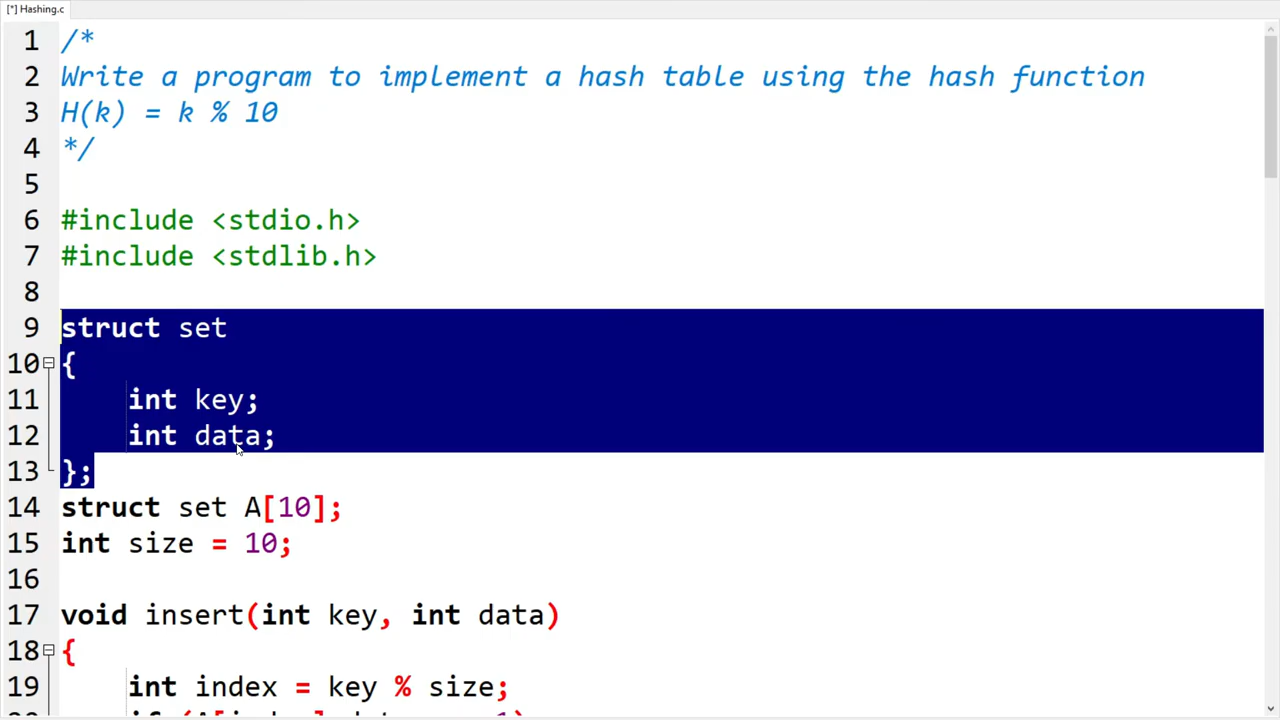 [*] Hashing.c
1 /*
2 Write a program to implement a hash table using the hash function
3 H(k) = k % 10
4 */
5
6 #include <stdio.h>
7 #include <stdlib.h>
8
9 struct set
10 {
11 int key;
12 int data;
13 };
14 struct set A[10];
15 int size = 10;
16
17 void insert(int key, int data)
18 {
19 int index = key % size;